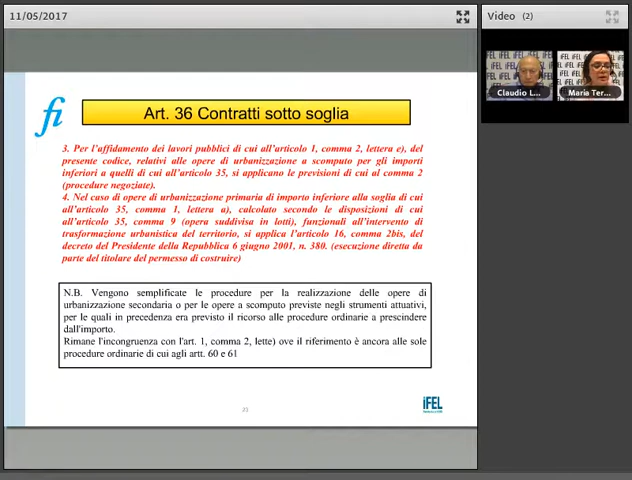 11/05/2017
Video (2)
iFEL
Claudio L...
Maria Ter...
fi
Art. 36 Contratti sotto soglia
3. Per l'affidamento dei lavori pubblici di cui all'articolo 1, comma 2, lettera e), del
presente codice, relativi alle opere di urbanizzazione a scomputo per gli importi
inferiori a quelli di cui all'articolo 35, si applicano le previsioni di cui al comma 2
(procedure negoziate).
4. Nel caso di opere di urbanizzazione primaria di importo inferiore alla soglia di cui
all'articolo 35, comma 1, lettera a), calcolato secondo le disposizioni di cui
all'articolo 35, comma 9 (opera suddivisa in lotti), funzionali all'intervento di
trasformazione urbanistica del territorio, si applica l'articolo 16, comma 2bis, del
decreto del Presidente della Repubblica 6 giugno 2001, n. 380. (esecuzione diretta da
parte del titolare del permesso di costruire)
N.B. Vengono semplificate le procedure per la realizzazione delle opere di
urbanizzazione secondaria o per le opere a scomputo previste negli strumenti attuativi,
per le quali in precedenza era previsto il ricorso alle procedure ordinarie a prescindere
dall'importo.
Rimane l'incongruenza con l'art. 1, comma 2, lette) ove il riferimento è ancora alle sole
procedure ordinarie di cui agli artt. 60 e 61
iFEL